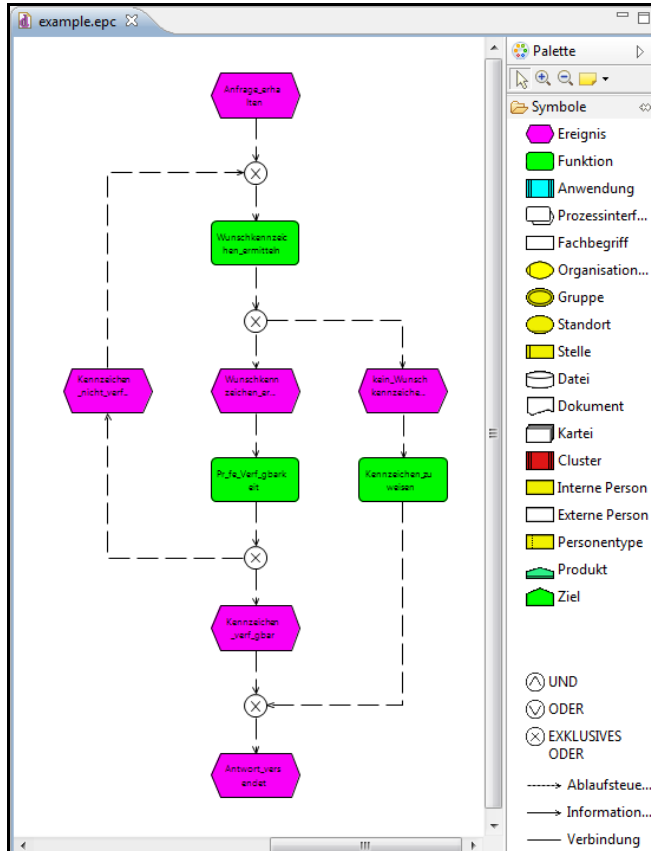 example.epc
Anfrage_erha
lten
Wunschkennzeic
hen_ermitteln
Kennzeichen
_nicht_verf...
Wunschkenn
zeichen_er...
kein_Wunsch
kennzeiche...
Pr_fe_Verf_gbark
eit
Kennzeichen_zu
weisen
Kennzeichen
_verf_gbar
Antwort_vers
endet
Palette
Symbole
Ereignis
Funktion
Anwendung
Prozessinterf...
Fachbegriff
Organisation...
Gruppe
Standort
Stelle
Datei
Dokument
Kartei
Cluster
Interne Person
Externe Person
Personentype
Produkt
Ziel
UND
ODER
EXKLUSIVES
ODER
Ablaufsteue...
Information...
Verbindung